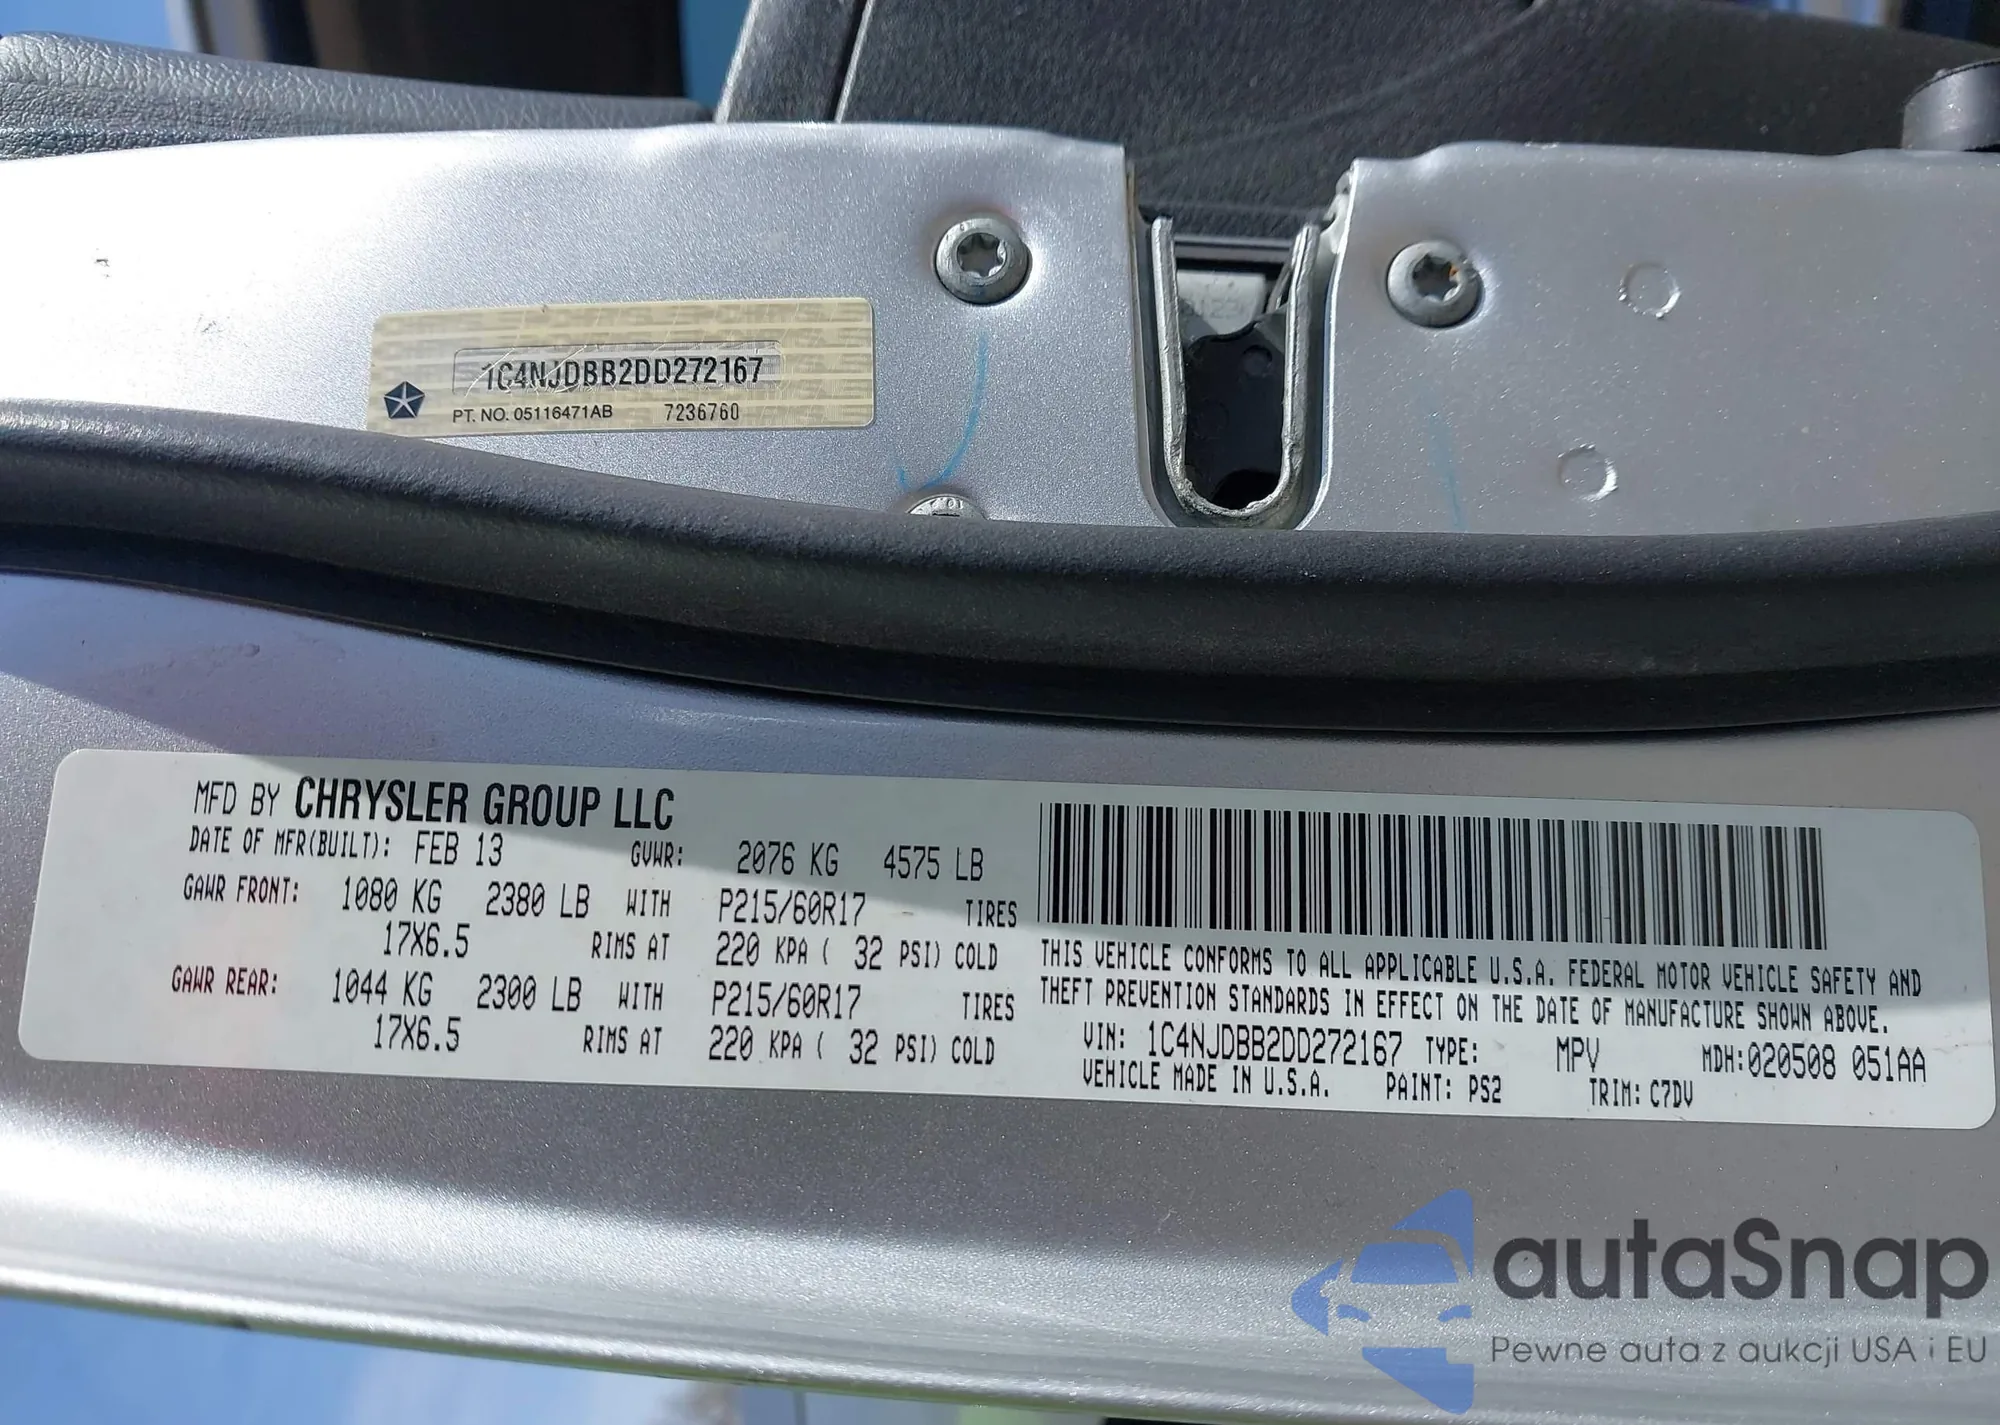 1C4NJDBB2DD272167
PT. NO. 05116471AB 7236760
MFD BY CHRYSLER GROUP LLC
DATE OF MFR(BUILT): FEB 13 GVWR: 2076 KG 4575 LB
GAWR FRONT: 1080 KG 2380 LB WITH P215/60R17 TIRES
17X6.5 RIMS AT 220 KPA ( 32 PSI) COLD
GAWR REAR: 1044 KG 2300 LB WITH P215/60R17 TIRES
17X6.5 RIMS AT 220 KPA ( 32 PSI) COLD
THIS VEHICLE CONFORMS TO ALL APPLICABLE U.S.A. FEDERAL MOTOR VEHICLE SAFETY AND
THEFT PREVENTION STANDARDS IN EFFECT ON THE DATE OF MANUFACTURE SHOWN ABOVE.
VIN: 1C4NJDBB2DD272167 TYPE: MPV MDH:020508 051AA
VEHICLE MADE IN U.S.A. PAINT: PS2 TRIM: C7DV
autaSnap
Pewne auta z aukcji USA i EU